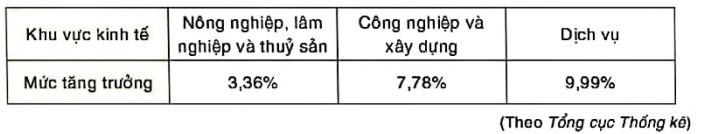 Khu vực kinh tế
Nông nghiệp, lâm
nghiệp và thuỷ sản
Công nghiệp và
xây dựng
Dịch vụ
Mức tăng trưởng
3,36%
7,78%
9,99%
(Theo Tổng cục Thống kê)